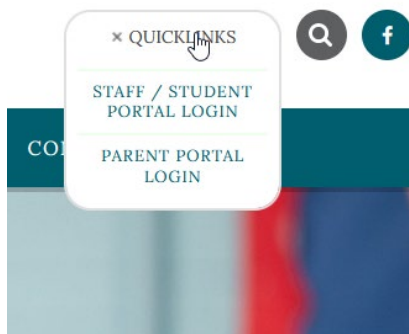 × QUICKLINKS
STAFF / STUDENT
PORTAL LOGIN
PARENT PORTAL
LOGIN